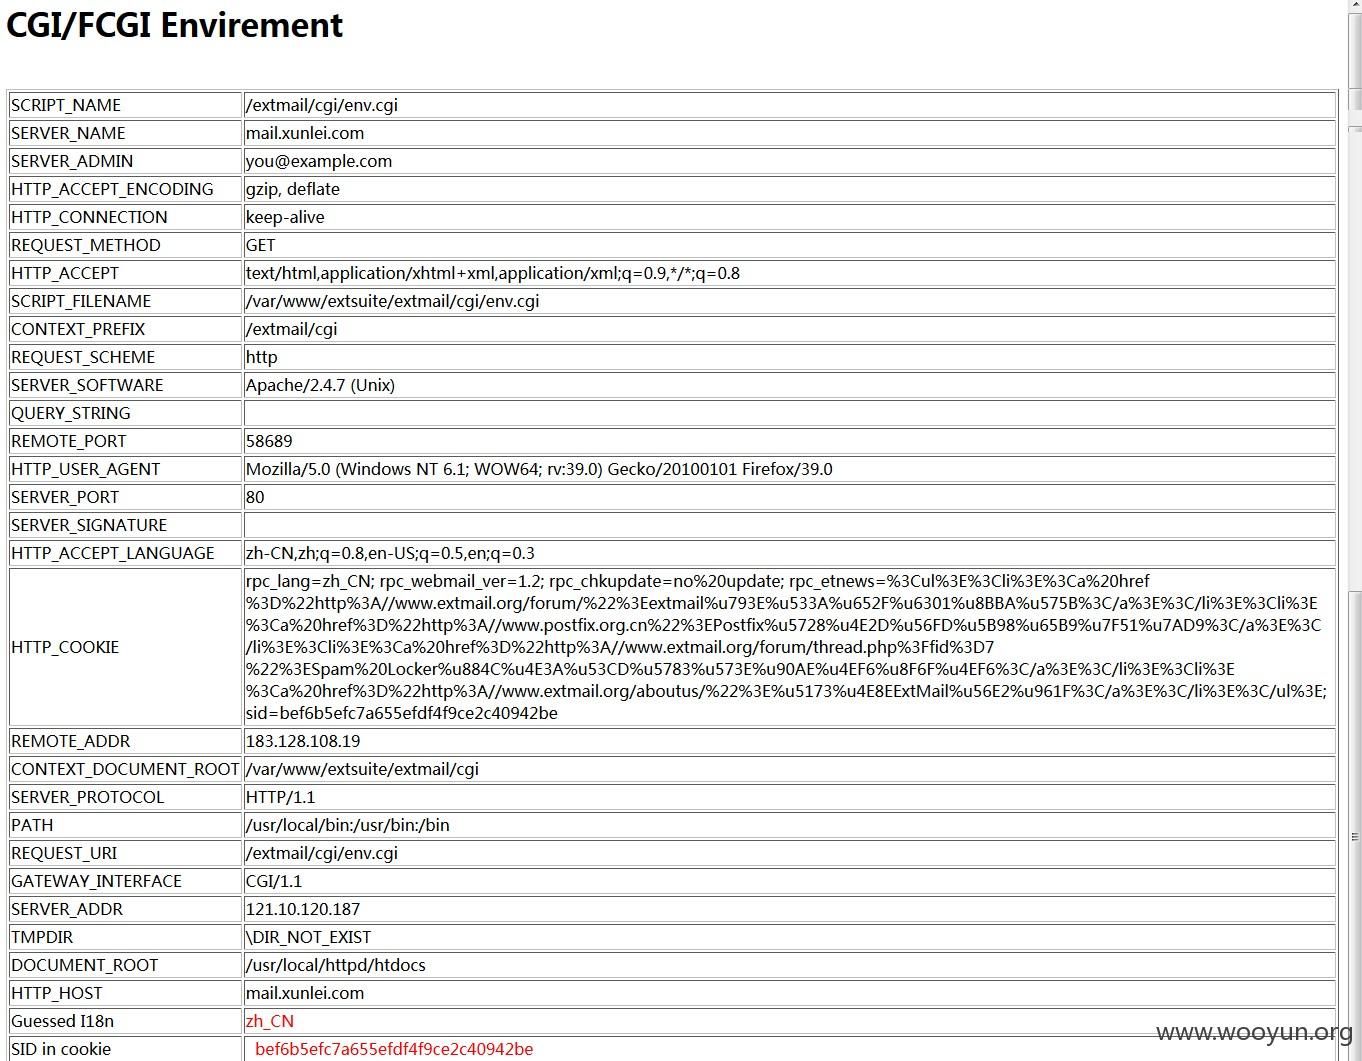 CGI/FCGI Envirement
SCRIPT_NAME /extmail/cgi/env.cgi
SERVER_NAME mail.xunlei.com
SERVER_ADMIN you@example.com
HTTP_ACCEPT_ENCODING gzip, deflate
HTTP_CONNECTION keep-alive
REQUEST_METHOD GET
HTTP_ACCEPT text/html,application/xhtml+xml,application/xml;q=0.9,*/*;q=0.8
SCRIPT_FILENAME /var/www/extsuite/extmail/cgi/env.cgi
CONTEXT_PREFIX /extmail/cgi
REQUEST_SCHEME http
SERVER_SOFTWARE Apache/2.4.7 (Unix)
QUERY_STRING
REMOTE_PORT 58689
HTTP_USER_AGENT Mozilla/5.0 (Windows NT 6.1; WOW64; rv:39.0) Gecko/20100101 Firefox/39.0
SERVER_PORT 80
SERVER_SIGNATURE
HTTP_ACCEPT_LANGUAGE zh-CN,zh;q=0.8,en-US;q=0.5,en;q=0.3
HTTP_COOKIE
rpc_lang=zh_CN; rpc_webmail_ver=1.2; rpc_chkupdate=no%20update; rpc_etnews=%3Cul%3E%3Cli%3E%3Ca%20href
%3D%22http%3A//www.extmail.org/forum/%22%3Eextmail%u793E%u533A%u652F%u6301%u8BBA%u575B%3C/a%3E%3C/li%3E%3Cli%3E
%3Ca%20href%3D%22http%3A//www.postfix.org.cn%22%3EPostfix%u5728%u4E2D%u56FD%u5B98%u65B9%u7F51%u7AD9%3C/a%3E%3C
/li%3E%3Cli%3E%3Ca%20href%3D%22http%3A//www.extmail.org/forum/thread.php%3Ffid%3D7
%22%3ESpam%20Locker%u884C%u4E3A%u53CD%u5783%u573E%u90AE%u4EF6%u8F6F%u4EF6%3C/a%3E%3C/li%3E%3Cli%3E
%3Ca%20href%3D%22http%3A//www.extmail.org/aboutus/%22%3E%u5173%u4E8EExtMail%u56E2%u961F%3C/a%3E%3C/li%3E%3C/ul%3E;
sid=bef6b5efc7a655efdf4f9ce2c40942be
REMOTE_ADDR 183.128.108.19
CONTEXT_DOCUMENT_ROOT /var/www/extsuite/extmail/cgi
SERVER_PROTOCOL HTTP/1.1
PATH /usr/local/bin:/usr/bin:/bin
REQUEST_URI /extmail/cgi/env.cgi
GATEWAY_INTERFACE CGI/1.1
SERVER_ADDR 121.10.120.187
TMPDIR \DIR_NOT_EXIST
DOCUMENT_ROOT /usr/local/httpd/htdocs
HTTP_HOST mail.xunlei.com
Guessed I18n zh_CN
www.wooyun.org
SID in cookie bef6b5efc7a655efdf4f9ce2c40942be